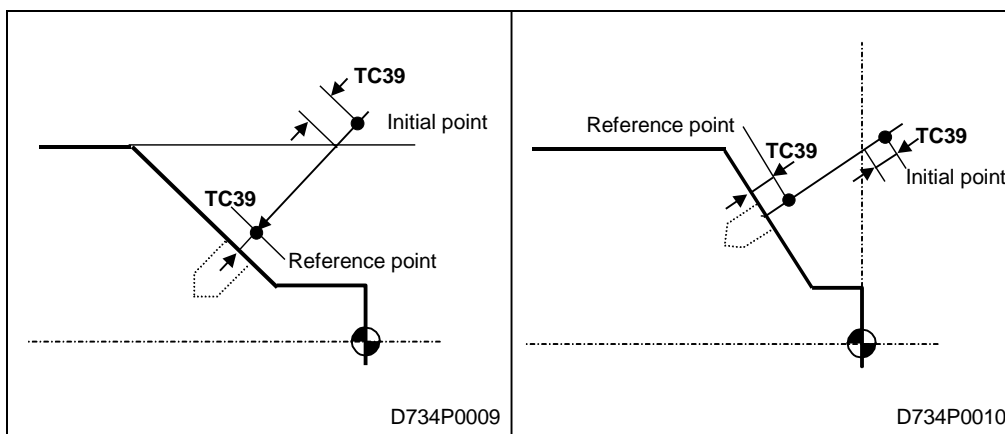 TC39
Initial point
TC39
Reference point
D734P0009
Reference point
TC39
TC39
Initial point
D734P0010